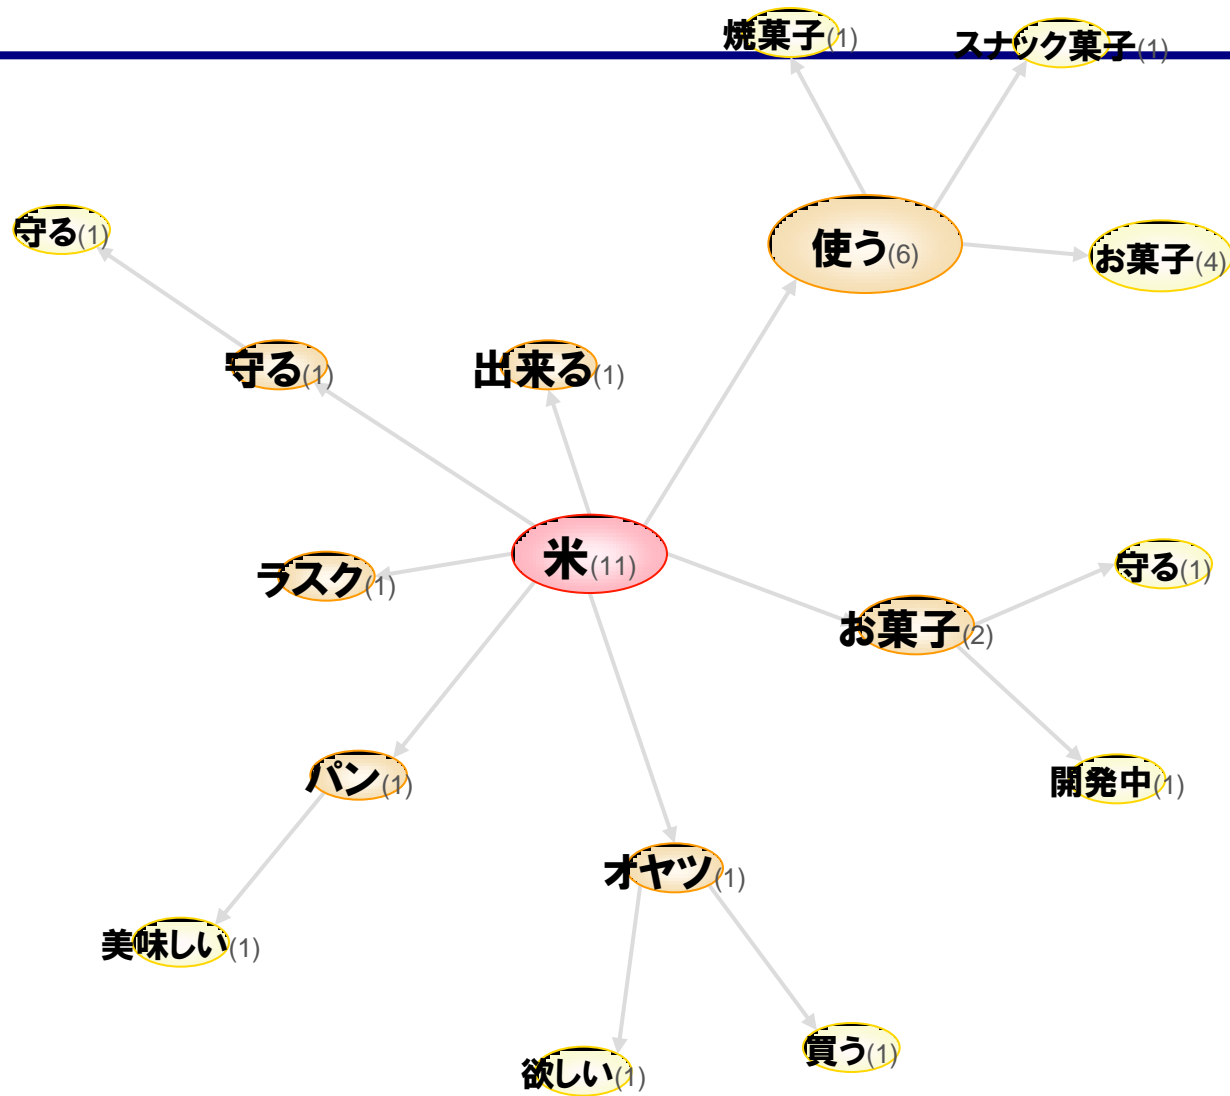 焼菓子(1)
スナック菓子(1)
守る(1)
使う(6)
お菓子(4)
守る(1)
出来る(1)
米(11)
ラスク(1)
守る(1)
お菓子(2)
パン(1)
開発中(1)
オヤツ(1)
美味しい(1)
買う(1)
欲しい(1)